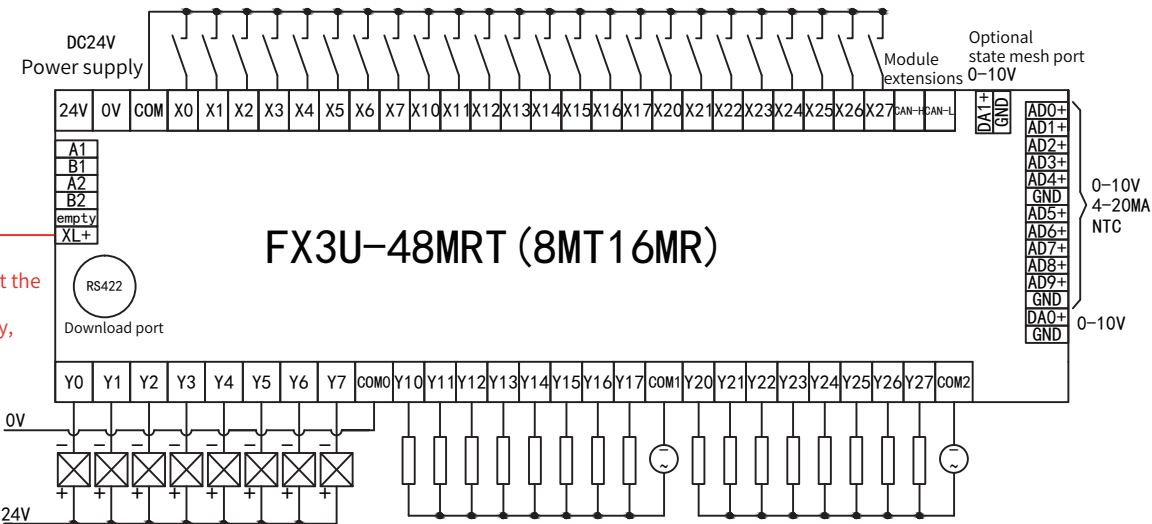 DC24V
Power supply
Module
extensions
Optional
state mesh port
0-10V
24V 0V COM X0 X1 X2 X3 X4 X5 X6 X7 X10 X11 X12 X13 X14 X15 X16 X17 X20 X21 X22 X23 X24 X25 X26 X27 CAN-H CAN-L
DA1+
GND
A1
B1
A2
B2
empty
XL+
AD0+
AD1+
AD2+
AD3+
AD4+
GND
AD5+
AD6+
AD7+
AD8+
AD9+
GND
DA0+
GND
0-10V
4-20MA
NTC
0-10V
FX3U-48MRT(8MT16MR)
t the
y,
RS422
Download port
Y0 Y1 Y2 Y3 Y4 Y5 Y6 Y7 COM0 Y10 Y11 Y12 Y13 Y14 Y15 Y16 Y17 COM1 Y20 Y21 Y22 Y23 Y24 Y25 Y26 Y27 COM2
0V
- - - - - - - -
+ + + + + + + +
24V